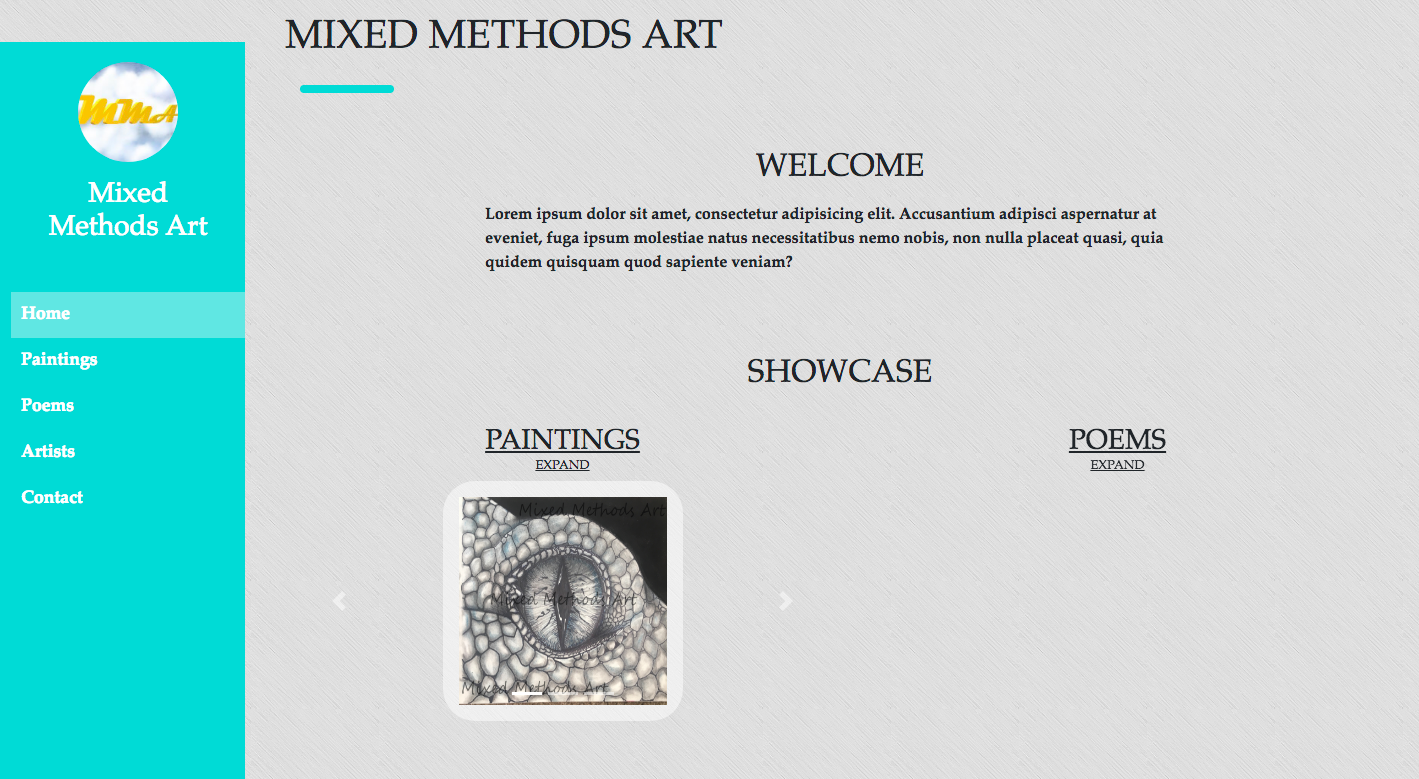 MIXED METHODS ART
MMA
Mixed
Methods Art
Home
Paintings
Poems
Artists
Contact
WELCOME
Lorem ipsum dolor sit amet, consectetur adipisicing elit. Accusantium adipisci aspernatur at
eveniet, fuga ipsum molestiae natus necessitatibus nemo nobis, non nulla placeat quasi, quia
quidem quisquam quod sapiente veniam?
SHOWCASE
PAINTINGS
EXPAND
Mixed Methods Art
Mixed Methods Art
Mixed Methods Art
POEMS
EXPAND